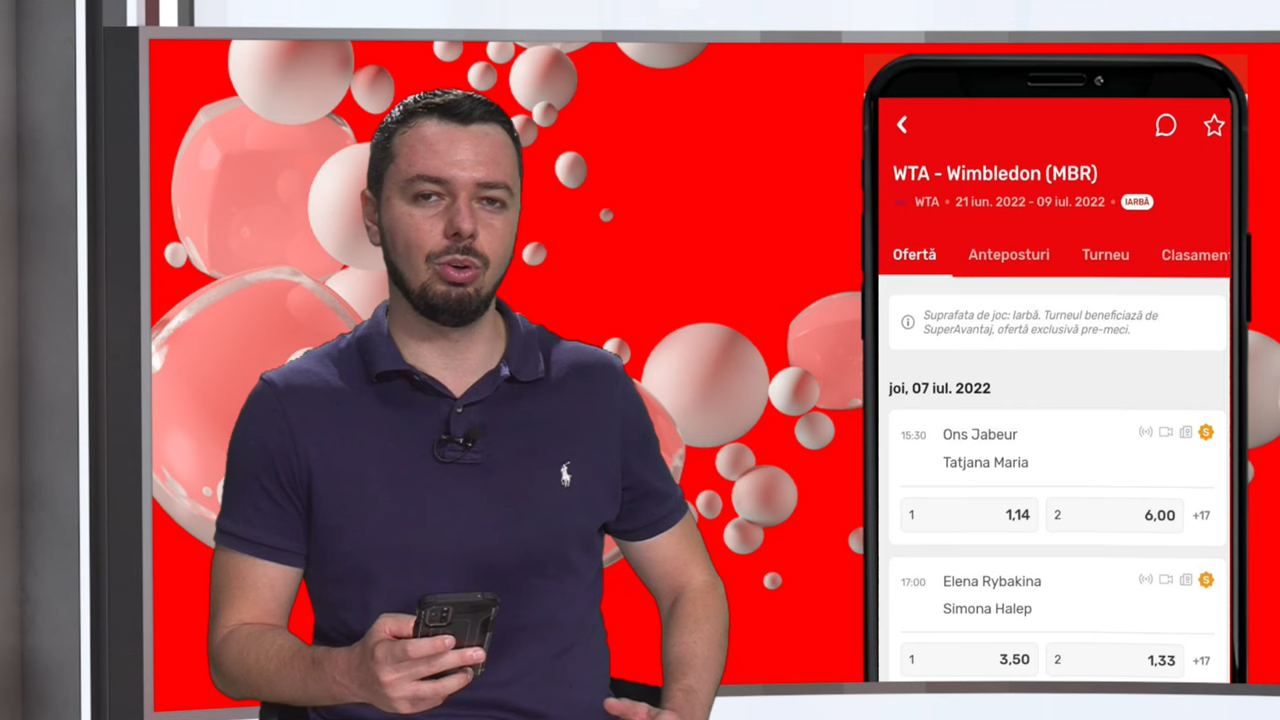 WTA - Wimbledon (MBR)
WTA • 21 iun. 2022 - 09 iul. 2022 • IARBĂ
Ofertă Anteposturi Turneu Clasament
Suprafata de joc: Iarbă. Turneul beneficiază de
SuperAvantaj, ofertă exclusivă pre-meci.
joi, 07 iul. 2022
15:30 Ons Jabeur S
Tatjana Maria
1 1,14 2 6,00 +17
17:00 Elena Rybakina S
Simona Halep
1 3,50 2 1,33 +17